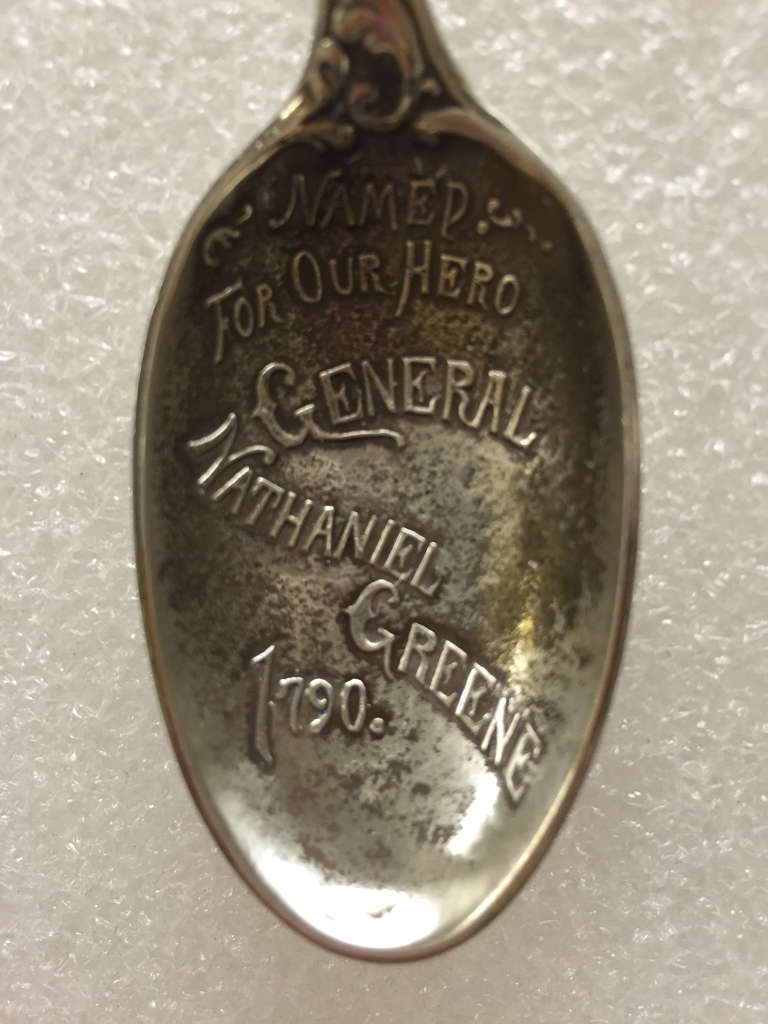 NAMED
FOR OUR HERO
GENERAL
NATHANIEL
GREENE
1790.